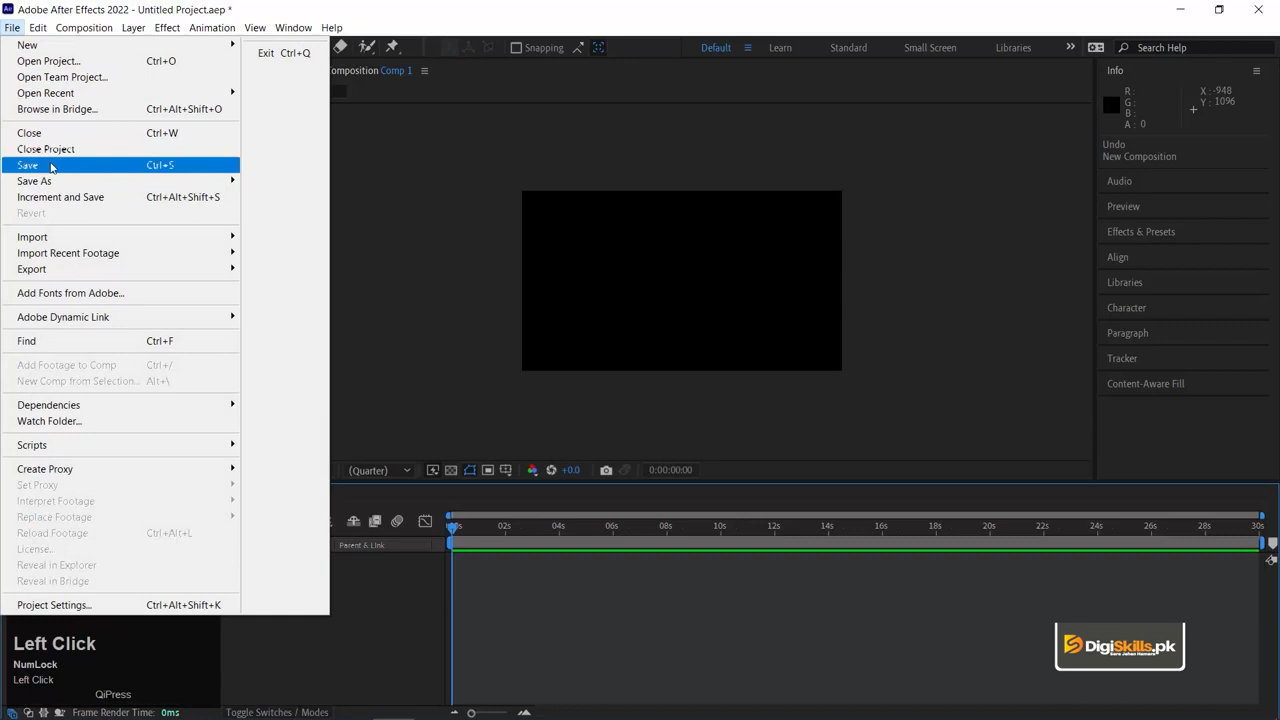 Adobe After Effects 2022 - Untitled Project.aep *
File Edit Composition Layer Effect Animation View Window Help
New
Open Project... Ctrl+O
Open Team Project...
Open Recent
Browse in Bridge... Ctrl+Alt+Shift+O
Close Ctrl+W
Close Project
Save Ctrl+S
Save As
Increment and Save Ctrl+Alt+Shift+S
Revert
Import
Import Recent Footage
Export
Add Fonts from Adobe...
Adobe Dynamic Link
Find Ctrl+F
Add Footage to Comp Ctrl+/
New Comp from Selection... Alt+\
Dependencies
Watch Folder...
Scripts
Create Proxy
Set Proxy
Interpret Footage
Replace Footage
Reload Footage Ctrl+Alt+L
License...
Reveal in Explorer
Reveal in Bridge
Project Settings... Ctrl+Alt+Shift+K
Exit Ctrl+Q
Snapping
Default Learn Standard Small Screen Libraries
Search Help
omposition Comp 1
Info
R :
G :
B :
A : 0
X : -948
Y : 1096
Undo
New Composition
Audio
Preview
Effects & Presets
Align
Libraries
Character
Paragraph
Tracker
Content-Aware Fill
(Quarter) +0.0 0:00:00:00
02s 04s 06s 08s 10s 12s 14s 16s 18s 20s 22s 24s 26s 28s 30s
Parent & Link
DigiSkills.pk
Left Click
NumLock
Left Click
QiPress
Frame Render Time: 0ms
Toggle Switches / Modes